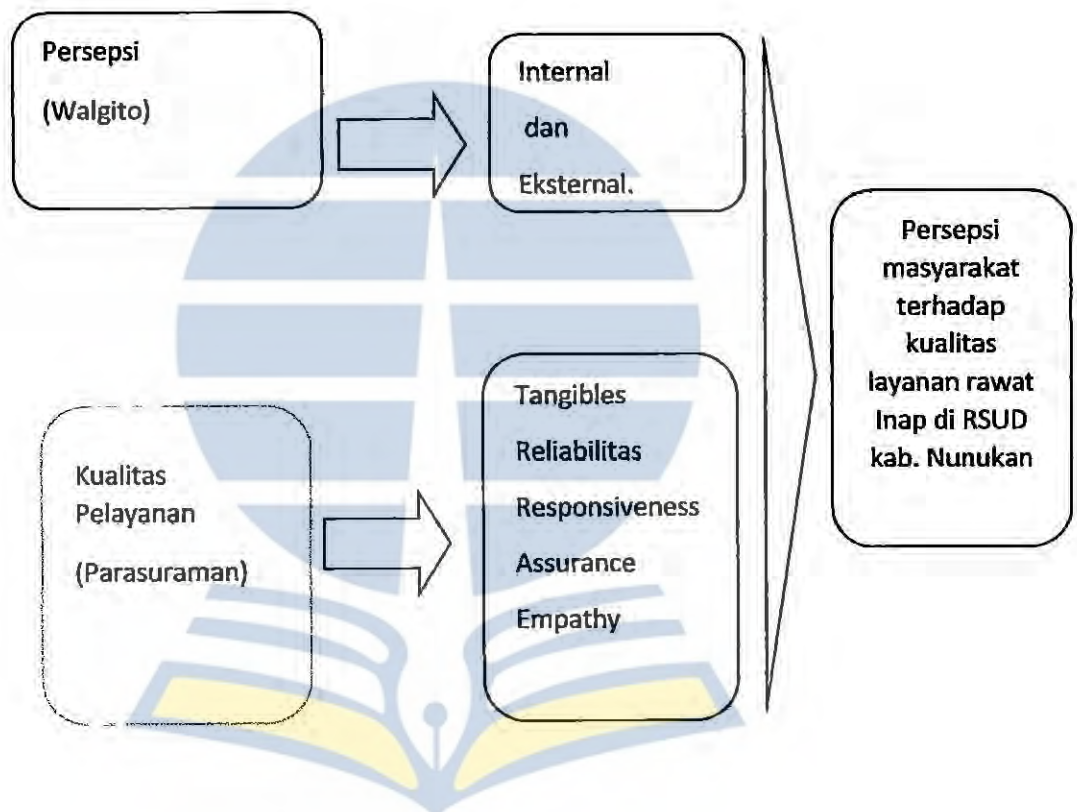 Persepsi
(Walgito)
Internal
dan
Eksternal.
Kualitas
Pelayanan
(Parasuraman)
Tangibles
Reliabilitas
Responsiveness
Assurance
Empathy
Persepsi
masyarakat
terhadap
kualitas
layanan rawat
Inap di RSUD
kab. Nunukan